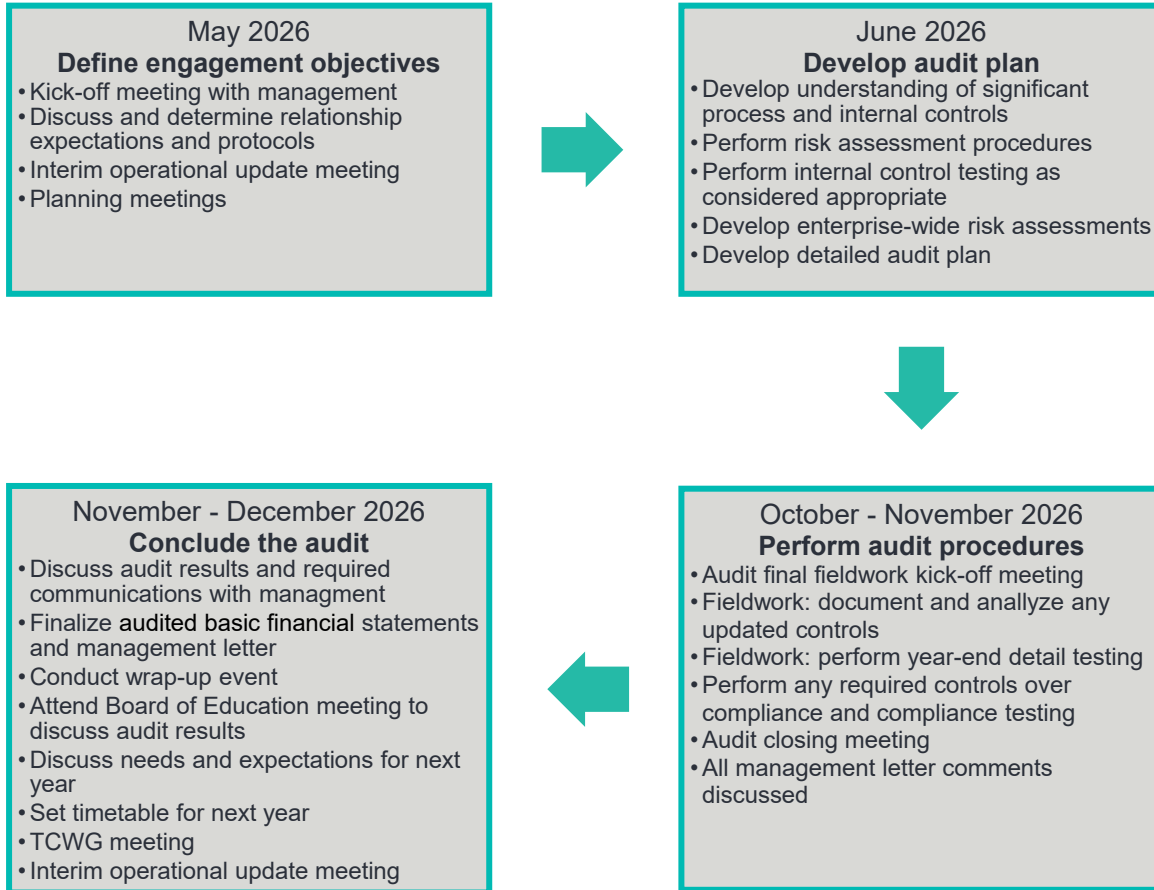 May 2026
Define engagement objectives
•Kick-off meeting with management
•Discuss and determine relationship
expectations and protocols
•Interim operational update meeting
•Planning meetings
June 2026
Develop audit plan
•Develop understanding of significant
process and internal controls
•Perform risk assessment procedures
•Perform internal control testing as
considered appropriate
•Develop enterprise-wide risk assessments
•Develop detailed audit plan
October - November 2026
Perform audit procedures
•Audit final fieldwork kick-off meeting
•Fieldwork: document and anallyze any
updated controls
•Fieldwork: perform year-end detail testing
•Perform any required controls over
compliance and compliance testing
•Audit closing meeting
•All management letter comments
discussed
November - December 2026
Conclude the audit
•Discuss audit results and required
communications with managment
•Finalize audited basic financial statements
and management letter
•Conduct wrap-up event
•Attend Board of Education meeting to
discuss audit results
•Discuss needs and expectations for next
year
•Set timetable for next year
•TCWG meeting
•Interim operational update meeting